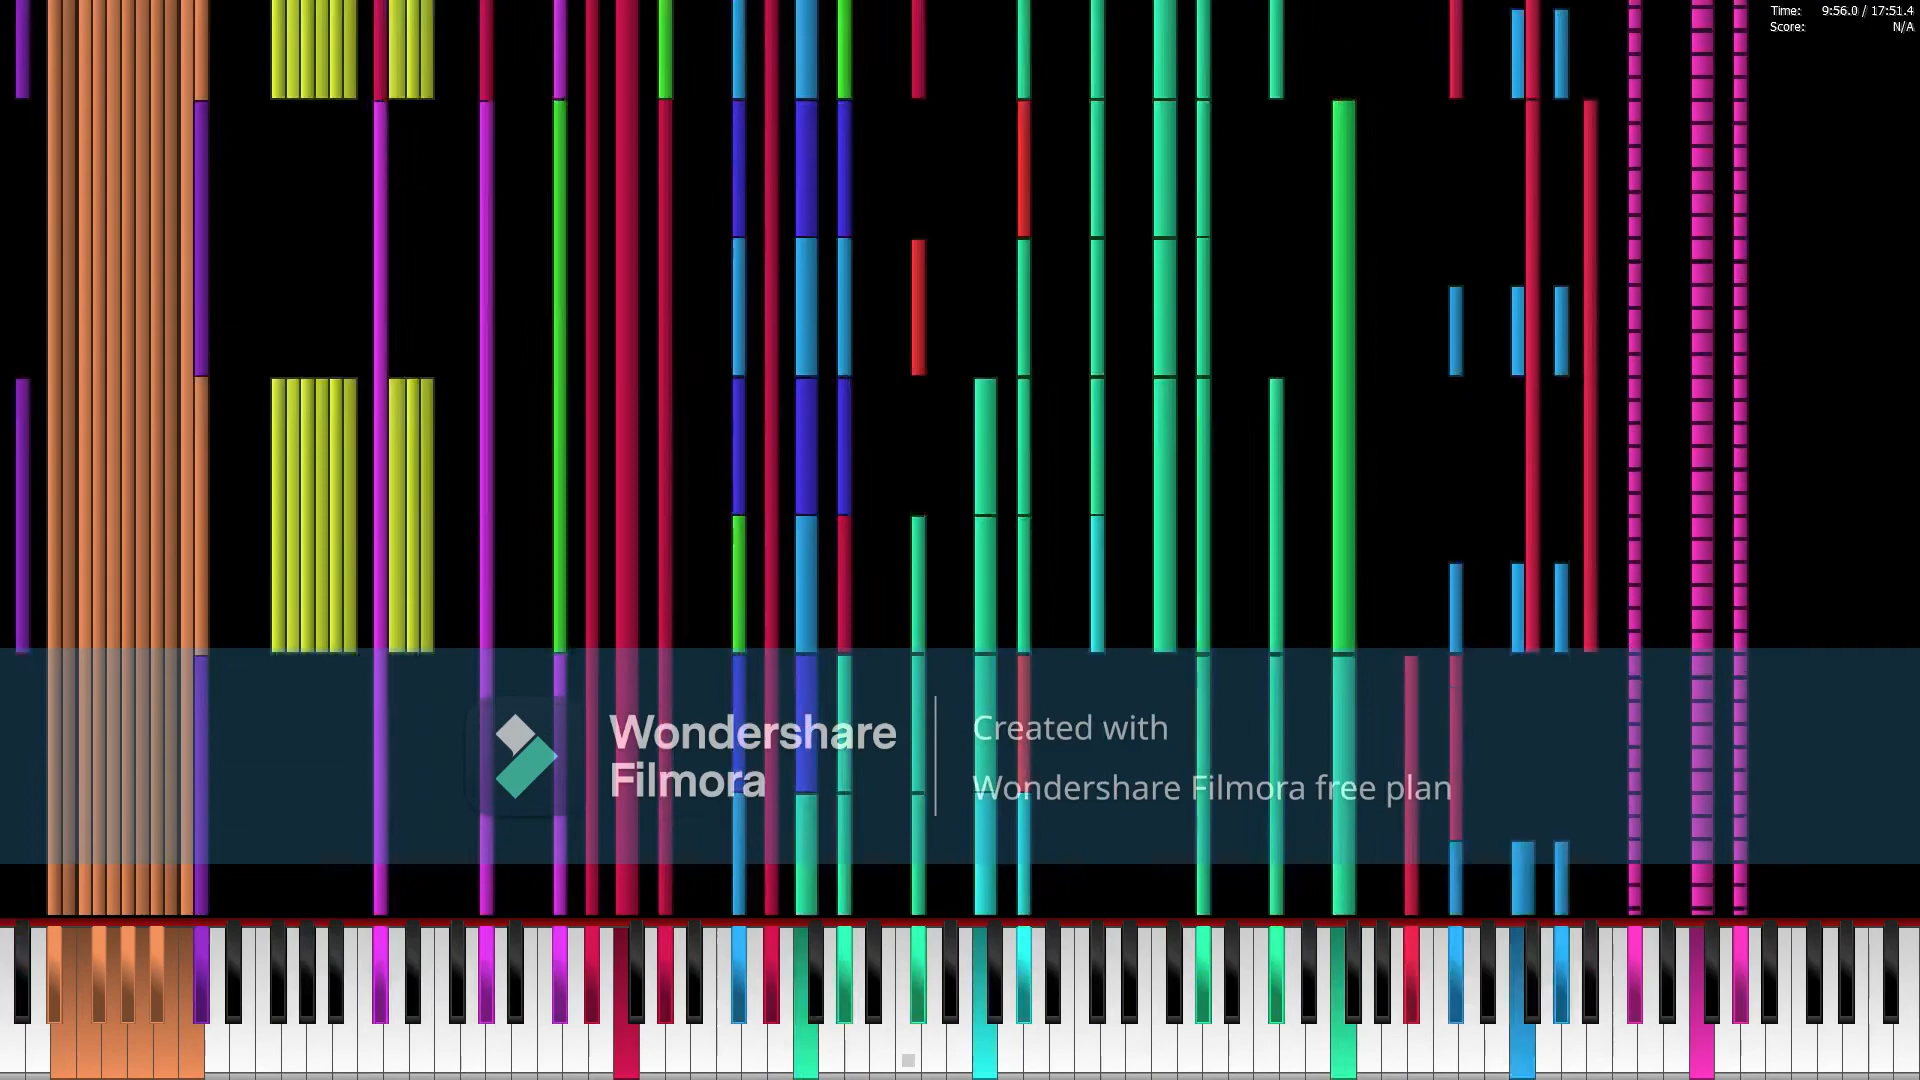 Time: 9:56.0 / 17:51.4
Score: N/A
Wondershare
Filmora
Created with
Wondershare Filmora free plan